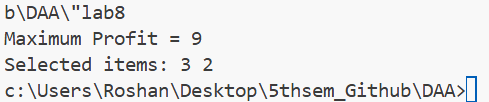 b\DAA\"lab8
Maximum Profit = 9
Selected items: 3 2
c:\Users\Roshan\Desktop\5thsem_Github\DAA>